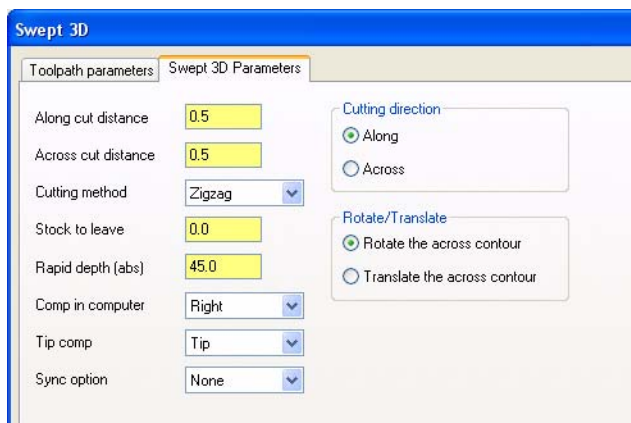 Swept 3D
Toolpath parameters
Swept 3D Parameters
Along cut distance
0.5
Across cut distance
0.5
Cutting method
Zigzag
Stock to leave
0.0
Rapid depth (abs)
45.0
Comp in computer
Right
Tip comp
Tip
Sync option
None
Cutting direction
Along
Across
Rotate/Translate
Rotate the across contour
Translate the across contour